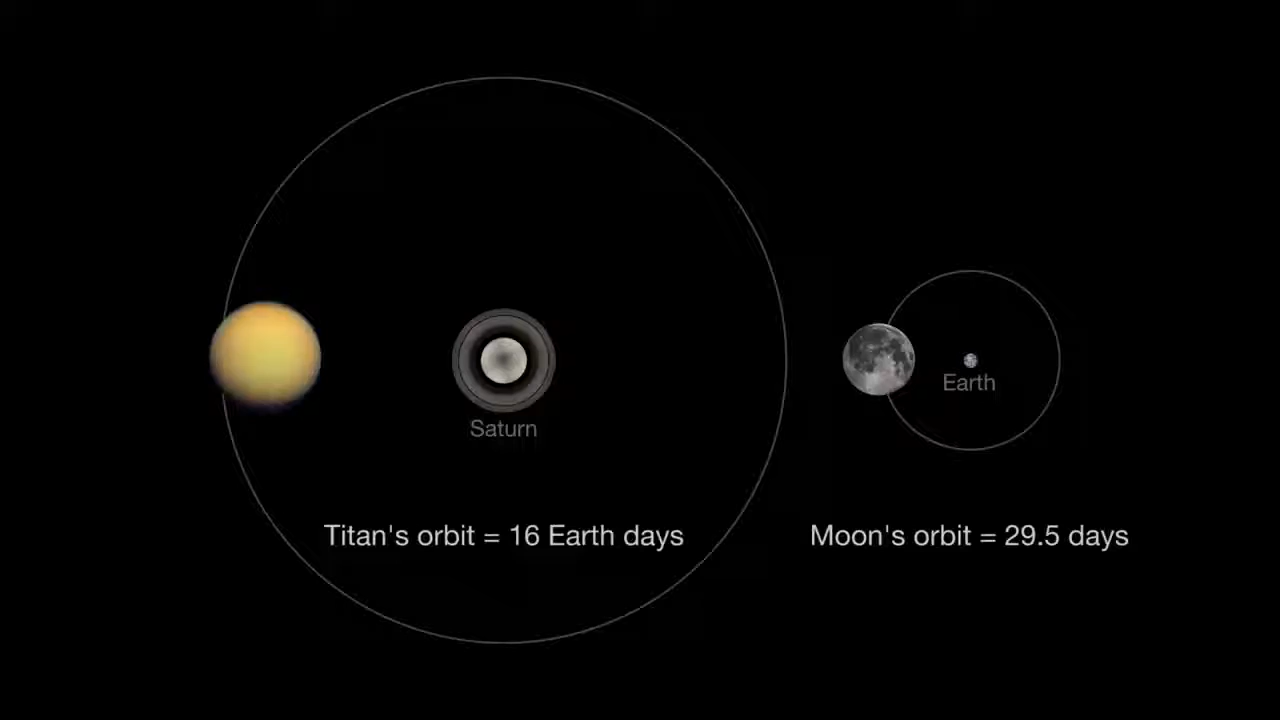 Saturn
Earth
Titan's orbit = 16 Earth days
Moon's orbit = 29.5 days